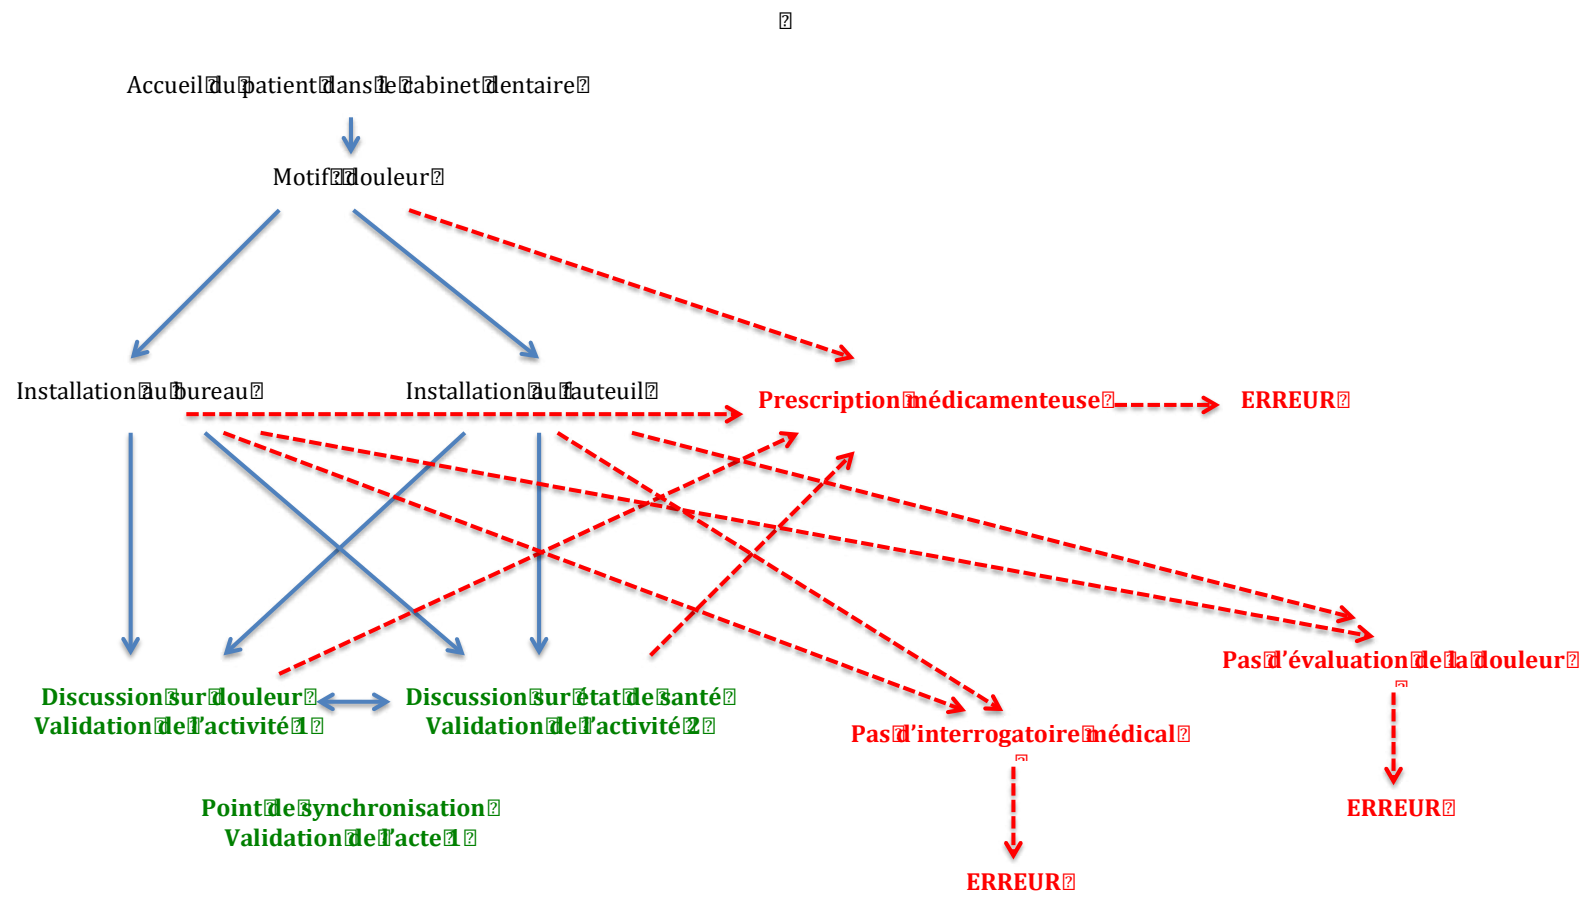 Accueil du patient dans le cabinet dentaire
Motif douleur
Installation au bureau
Installation au fauteuil
Prescription médicamenteuse
ERREUR
Pas d'évaluation de la douleur
Discussion sur douleur
Validation de l'activité 1
Discussion sur état de santé
Validation de l'activité 2
Pas d'interrogatoire médical
Point de synchronisation
Validation de l'acte 1
ERREUR
ERREUR